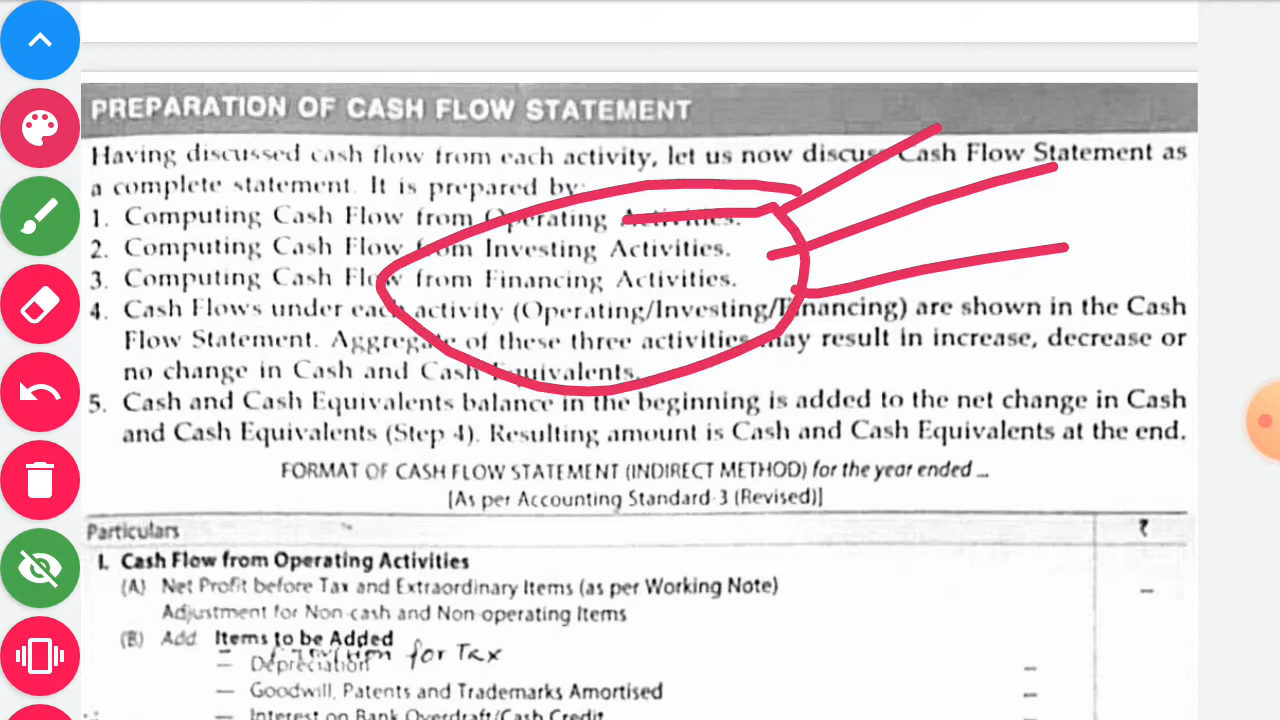 PREPARATION OF CASH FLOW STATEMENT
Having discussed cash flow from each activity, let us now discuss Cash Flow Statement as
a complete statement. It is prepared by:
1. Computing Cash Flow from Operating Activities.
2. Computing Cash Flow from Investing Activities.
3. Computing Cash Flow from Financing Activities.
4. Cash Flows under each activity (Operating/Investing/Financing) are shown in the Cash
Flow Statement. Aggregate of these three activities may result in increase, decrease or
no change in Cash and Cash Equivalents.
5. Cash and Cash Equivalents balance in the beginning is added to the net change in Cash
and Cash Equivalents (Step 4). Resulting amount is Cash and Cash Equivalents at the end.
FORMAT OF CASH FLOW STATEMENT (INDIRECT METHOD) for the year ended ...
[As per Accounting Standard-3 (Revised)]
Particulars ₹
I. Cash Flow from Operating Activities
(A) Net Profit before Tax and Extraordinary Items (as per Working Note) —
Adjustment for Non-cash and Non-operating Items
(B) Add Items to be Added
— for Tax
— Depreciation —
— Goodwill, Patents and Trademarks Amortised —
— Interest on Bank Overdraft/Cash Credit